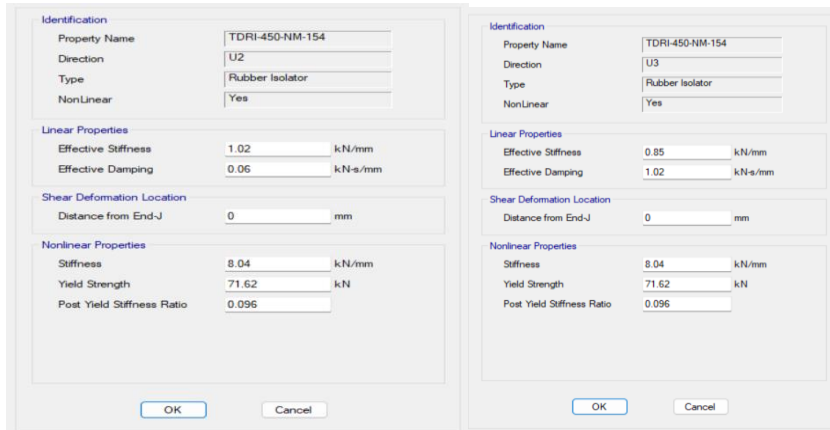 Identification
Property Name TDRI-450-NM-154
Direction U2
Type Rubber Isolator
NonLinear Yes
Linear Properties
Effective Stiffness 1.02 kN/mm
Effective Damping 0.06 kN-s/mm
Shear Deformation Location
Distance from End-J 0 mm
Nonlinear Properties
Stiffness 8.04 kN/mm
Yield Strength 71.62 kN
Post Yield Stiffness Ratio 0.096
OK Cancel
Identification
Property Name TDRI-450-NM-154
Direction U3
Type Rubber Isolator
NonLinear Yes
Linear Properties
Effective Stiffness 0.85 kN/mm
Effective Damping 1.02 kN-s/mm
Shear Deformation Location
Distance from End-J 0 mm
Nonlinear Properties
Stiffness 8.04 kN/mm
Yield Strength 71.62 kN
Post Yield Stiffness Ratio 0.096
OK Cancel